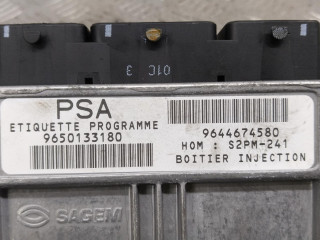 01C 3
PSA
ETIQUETTE PROGRAMME
9650133180
9644674580
HOM : S2PM-241
BOITIER INJECTION
SAGEM